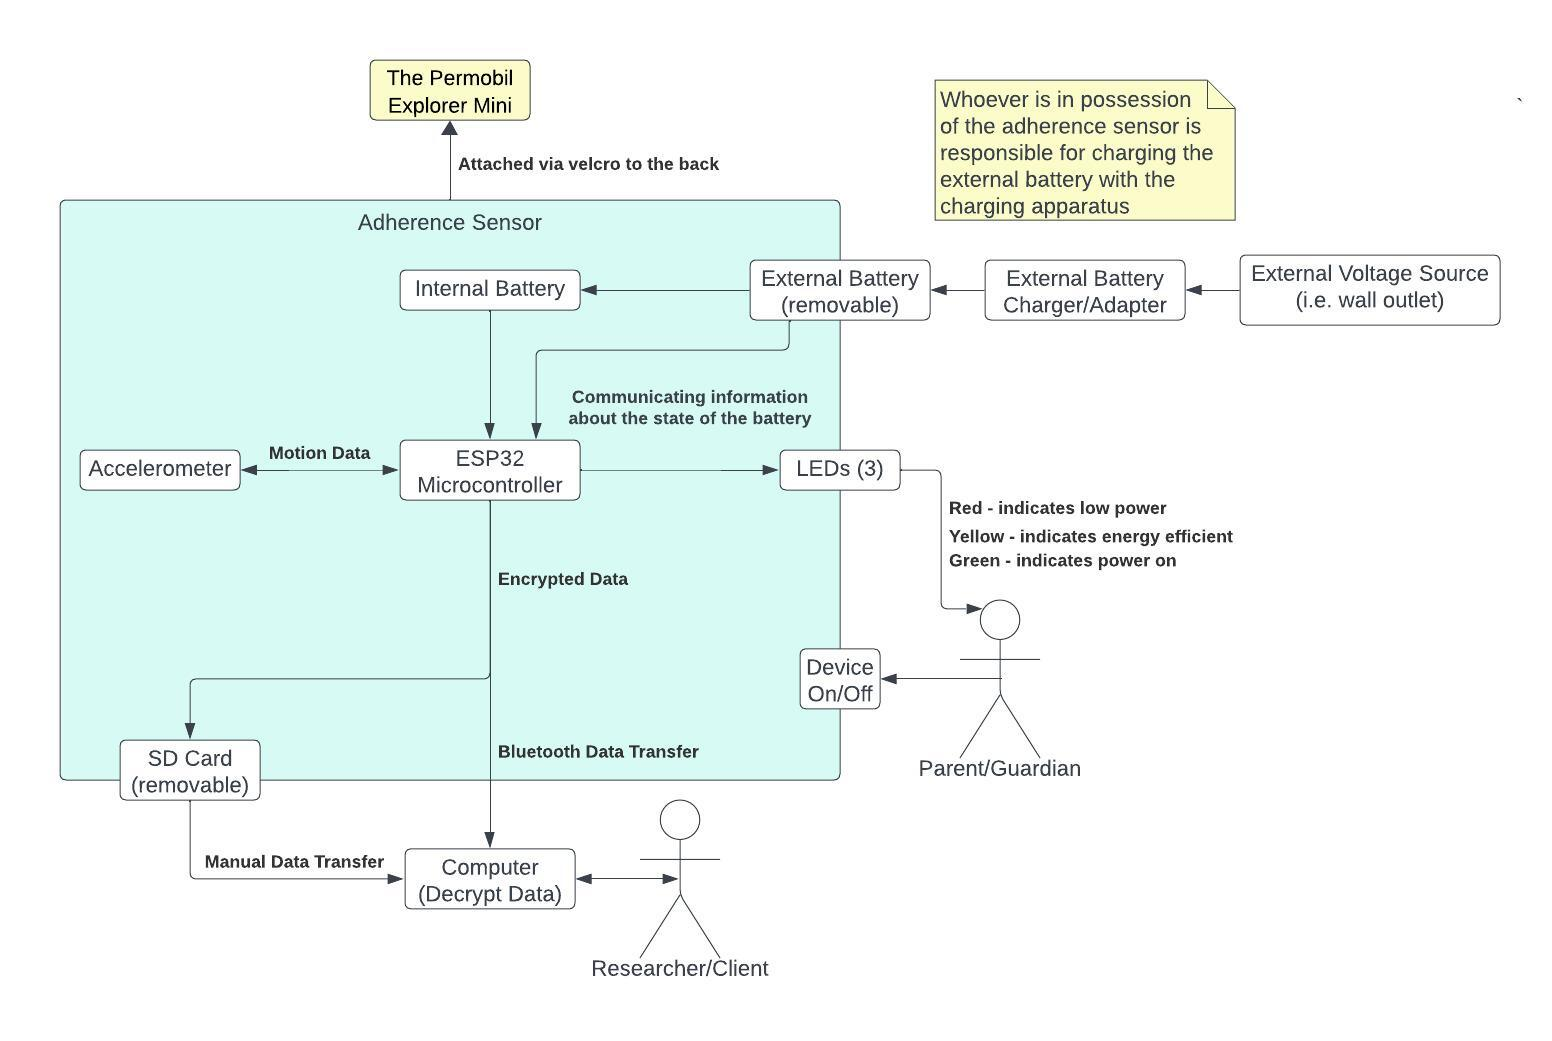 The Permobil
Explorer Mini
Whoever is in possession
of the adherence sensor is
responsible for charging the
external battery with the
charging apparatus
`
Attached via velcro to the back
Adherence Sensor
Internal Battery
External Battery
(removable)
External Battery
Charger/Adapter
External Voltage Source
(i.e. wall outlet)
Communicating information
about the state of the battery
Accelerometer
Motion Data
ESP32
Microcontroller
LEDs (3)
Red - indicates low power
Yellow - indicates energy efficient
Green - indicates power on
Encrypted Data
Device
On/Off
Parent/Guardian
SD Card
(removable)
Bluetooth Data Transfer
Manual Data Transfer
Computer
(Decrypt Data)
Researcher/Client